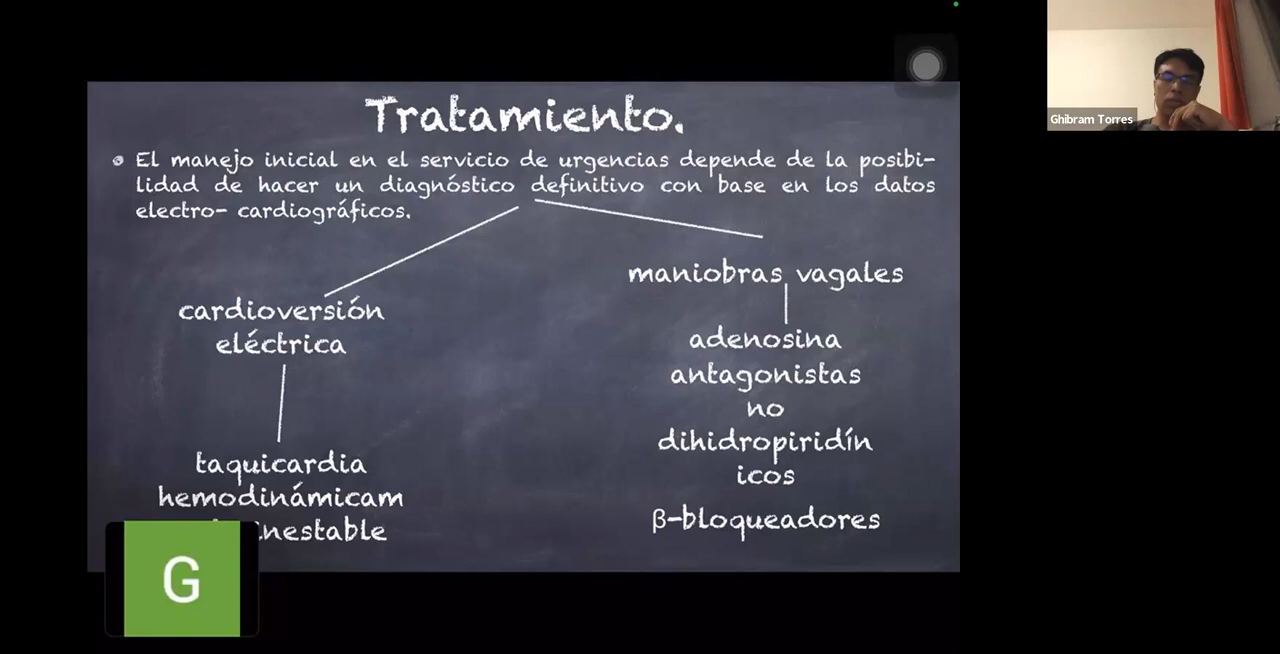 Tratamiento.
El manejo inicial en el servicio de urgencias depende de la posibi-
lidad de hacer un diagnóstico definitivo con base en los datos
electro- cardiográficos.
cardioversión
eléctrica
taquicardia
hemodinámicam
inestable
maniobras vagales
adenosina
antagonistas
no
dihidropiridín
icos
β-bloqueadores
G
Ghibram Torres